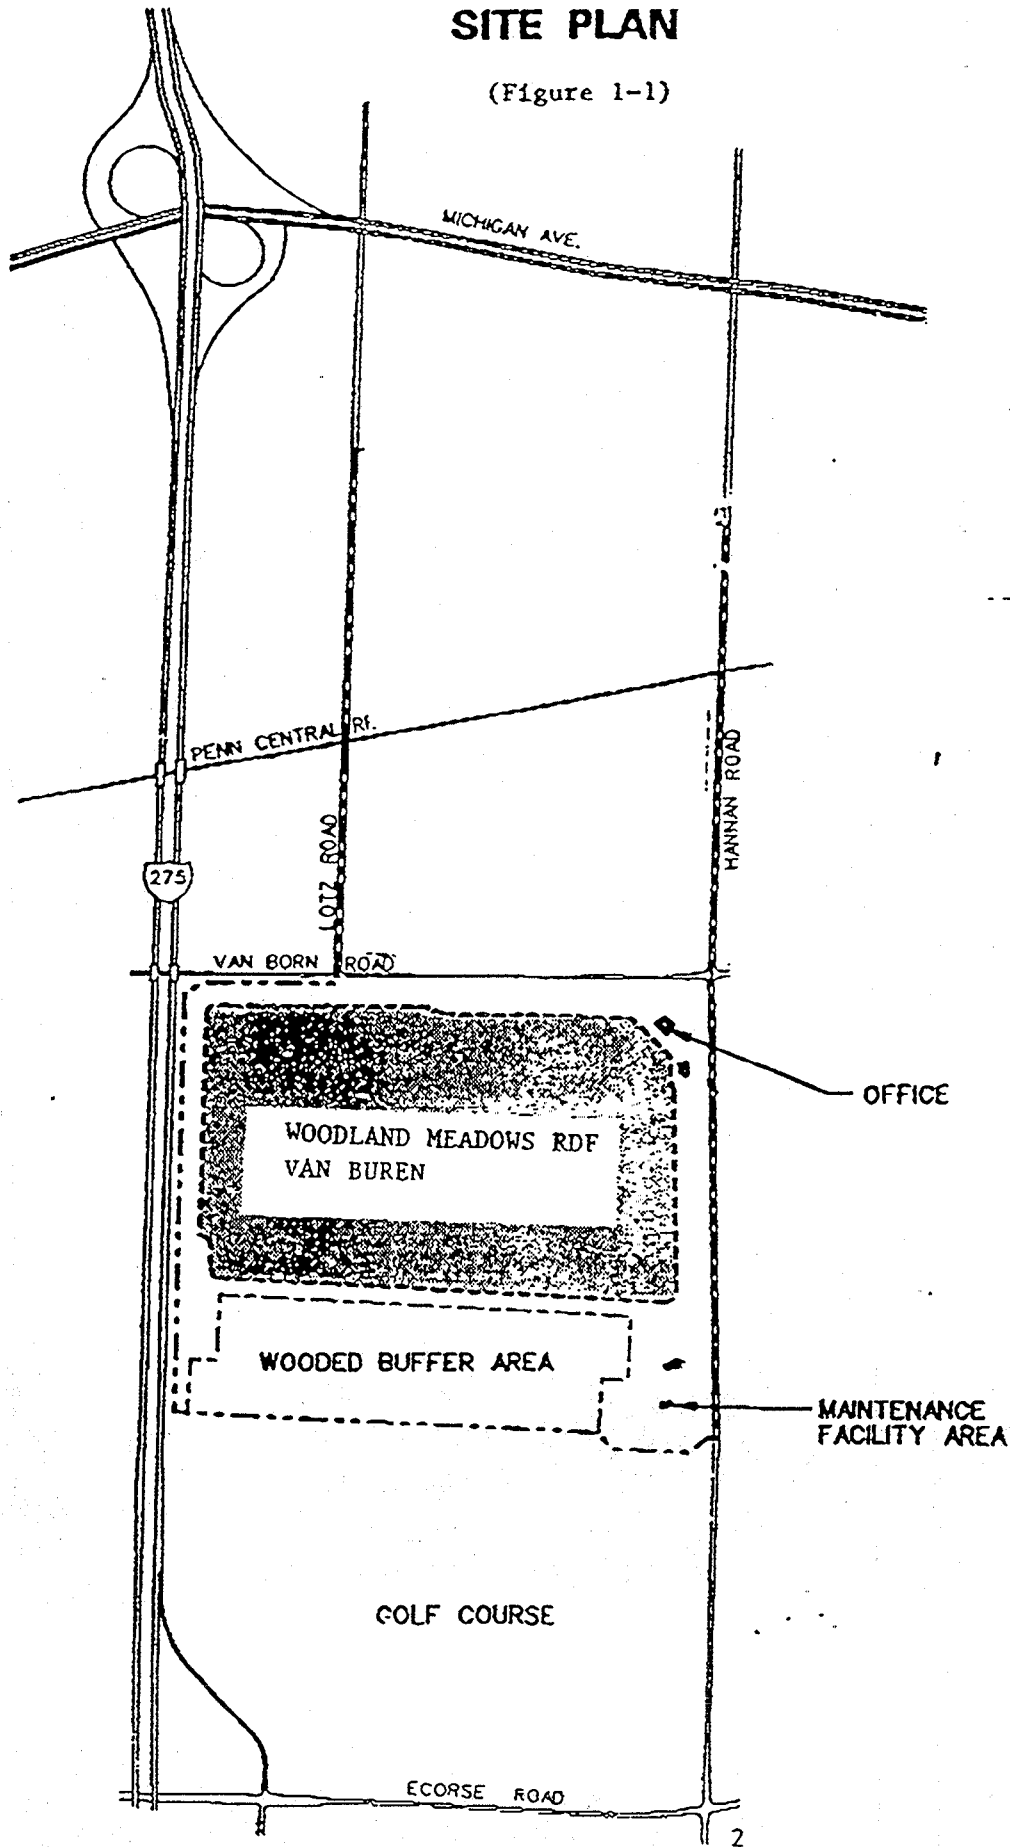 SITE PLAN
(Figure 1-1)
MICHIGAN AVE.
PENN CENTRAL RR.
HANNAN ROAD
LOTZ ROAD
275
VAN BORN ROAD
OFFICE
WOODLAND MEADOWS RDF
VAN BUREN
WOODED BUFFER AREA
MAINTENANCE
FACILITY AREA
GOLF COURSE
ECORSE ROAD
2